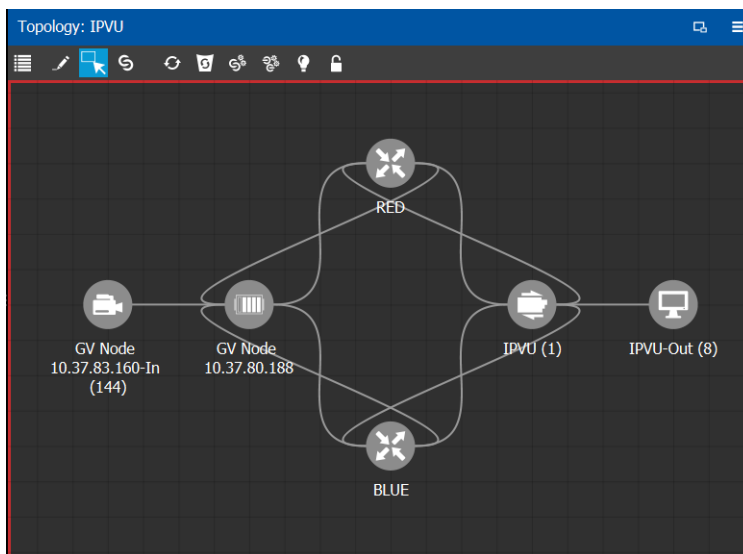 Topology: IPVU
RED
GV Node
10.37.83.160-In
(144)
GV Node
10.37.80.188
IPVU (1)
IPVU-Out (8)
BLUE